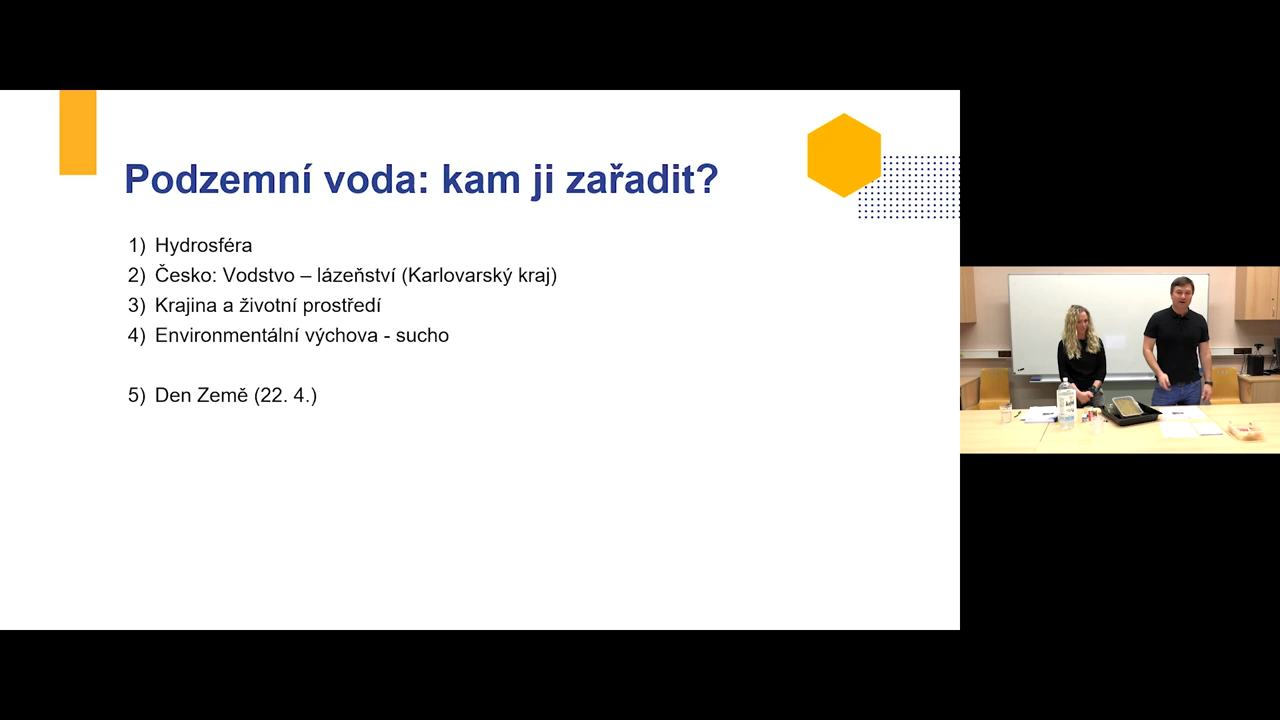 Podzemní voda: kam ji zařadit?
1) Hydrosféra
2) Česko: Vodstvo – lázeňství (Karlovarský kraj)
3) Krajina a životní prostředí
4) Environmentální výchova - sucho
5) Den Země (22. 4.)